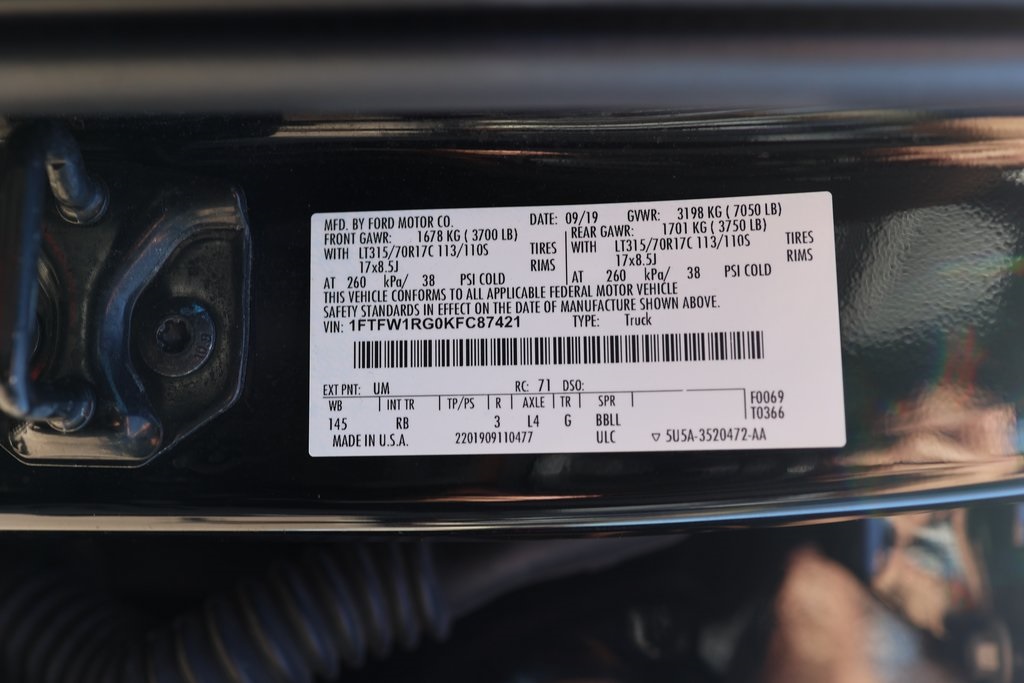 MFD. BY FORD MOTOR CO. DATE: 09/19 GVWR: 3198 KG ( 7050 LB)
FRONT GAWR: 1678 KG ( 3700 LB) REAR GAWR: 1701 KG ( 3750 LB)
WITH LT315/70R17C 113/110S TIRES WITH LT315/70R17C 113/110S TIRES
17x8.5J RIMS 17x8.5J RIMS
AT 260 kPa/ 38 PSI COLD AT 260 kPa/ 38 PSI COLD
THIS VEHICLE CONFORMS TO ALL APPLICABLE FEDERAL MOTOR VEHICLE
SAFETY STANDARDS IN EFFECT ON THE DATE OF MANUFACTURE SHOWN ABOVE.
VIN: 1FTFW1RG0KFC87421 TYPE: Truck
EXT PNT: UM RC: 71 DSO:
WB INT TR TP/PS R AXLE TR SPR F0069
145 RB 3 L4 G BBLL T0366
MADE IN U.S.A. 2201909110477 ULC ▽ 5U5A-3520472-AA